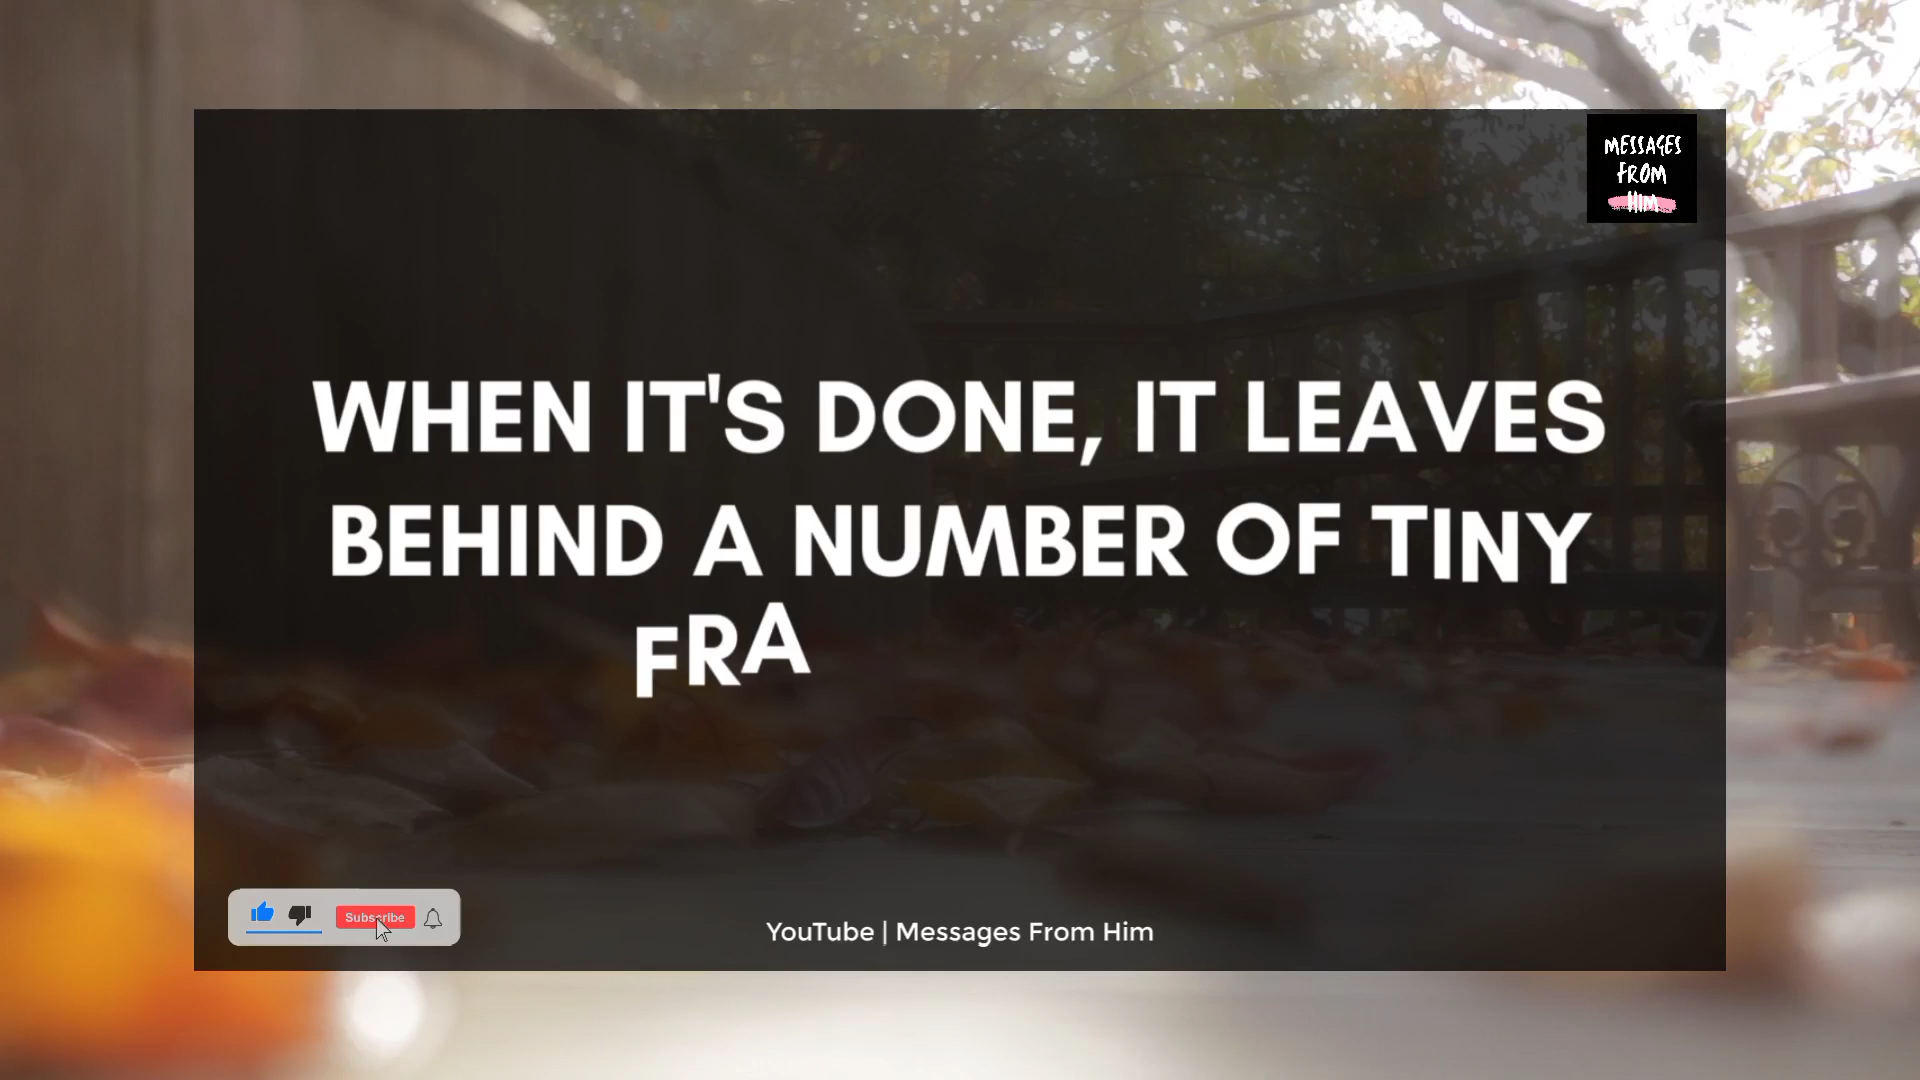 MESSAGES
FROM
HIM
WHEN IT'S DONE, IT LEAVES
BEHIND A NUMBER OF TINY
FRA
Subscribe
YouTube | Messages From Him